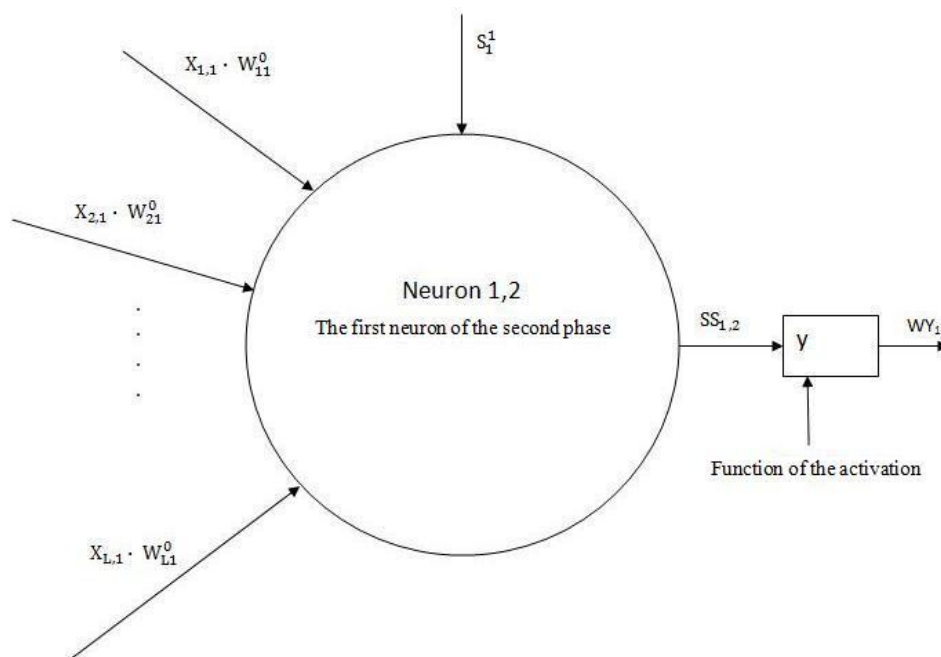 S₁¹
X₁,₁ · W₁₁⁰
X₂,₁ · W₂₁⁰
Neuron 1,2
The first neuron of the second phase
SS₁,₂
y
WY₁
Function of the activation
X_L,₁ · W_L₁⁰